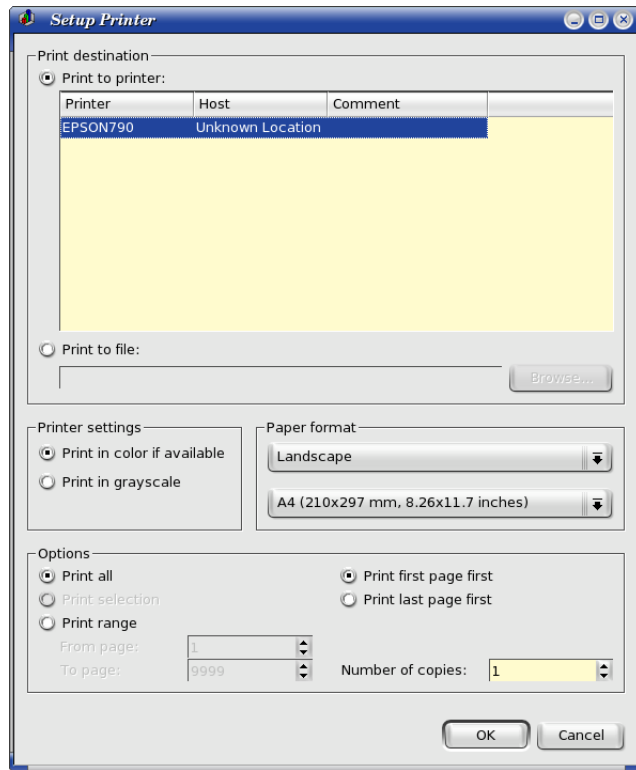 Setup Printer
Print destination
Print to printer:
Printer Host Comment
EPSON790 Unknown Location
Print to file:
Browse...
Printer settings
Print in color if available
Print in grayscale
Paper format
Landscape
A4 (210x297 mm, 8.26x11.7 inches)
Options
Print all
Print selection
Print range
From page: 1
To page: 9999
Print first page first
Print last page first
Number of copies: 1
OK Cancel